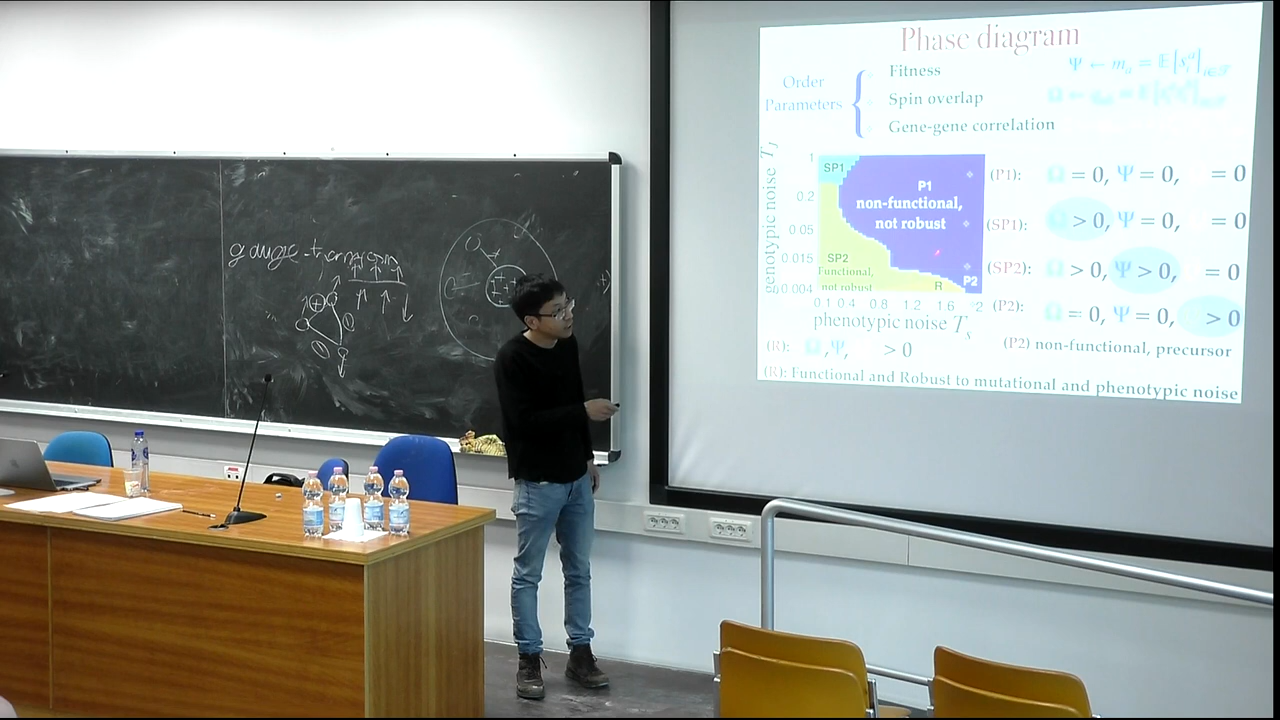 Phase diagram
Order Parameters
Fitness
Spin overlap
Gene-gene correlation
Ψ ← m
genotypic noise T_J
1
0.2
0.05
0.015
0.004
SP1
P1
non-functional,
not robust
SP2
Functional,
not robust
R
P2
0.1 0.4 0.8 1.2 1.6 2
phenotypic noise T_s
(P1): Ω = 0, Ψ = 0, = 0
(SP1): Ω > 0, Ψ = 0, = 0
(SP2): Ω > 0, Ψ > 0, = 0
(P2): Ω = 0, Ψ = 0, > 0
(R): Ω, Ψ, > 0
(P2) non-functional, precursor
(R): Functional and Robust to mutational and phenotypic noise
gauge